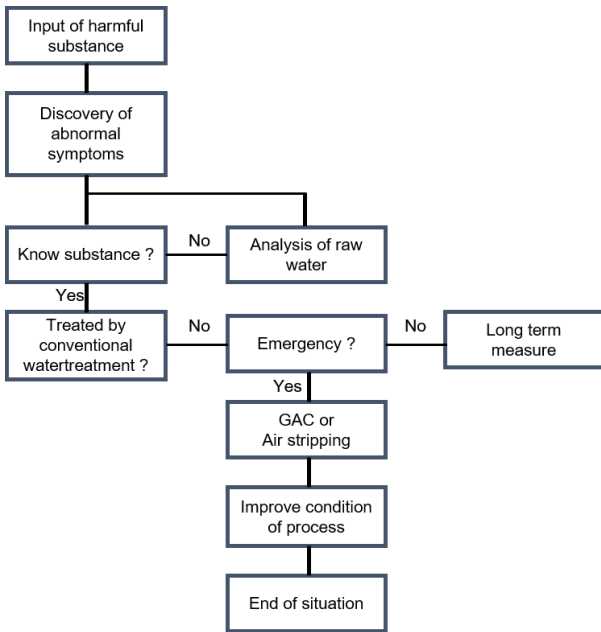 Input of harmful
substance
Discovery of
abnormal
symptoms
Know substance ?
No
Analysis of raw
water
Yes
Treated by
conventional
watertreatment ?
No
Emergency ?
No
Long term
measure
Yes
GAC or
Air stripping
Improve condition
of process
End of situation